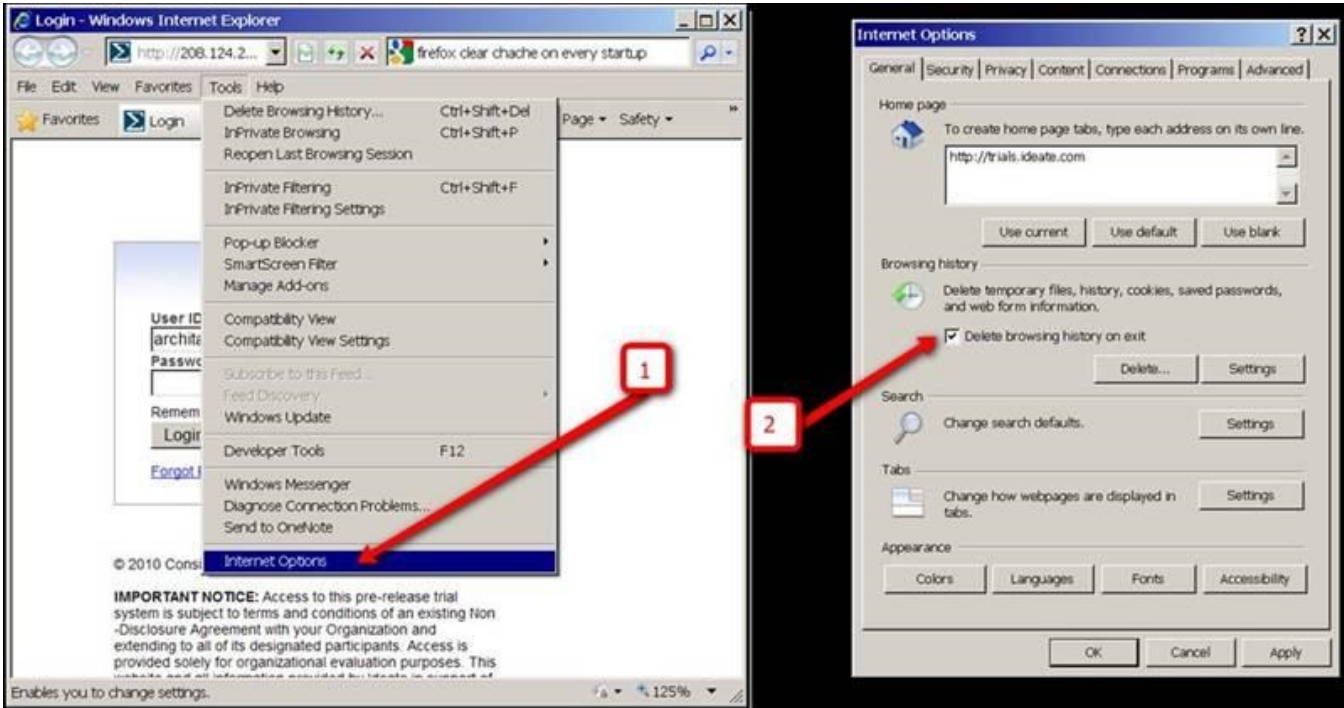 Login - Windows Internet Explorer
http://208.124.2...
firefox clear chache on every startup
File Edit View Favorites Tools Help
Favorites Login Page Safety
Delete Browsing History... Ctrl+Shift+Del
InPrivate Browsing Ctrl+Shift+P
Reopen Last Browsing Session
InPrivate Filtering Ctrl+Shift+F
InPrivate Filtering Settings
Pop-up Blocker
SmartScreen Filter
Manage Add-ons
Compatibility View
Compatibility View Settings
Subscribe to this Feed...
Feed Discovery
Windows Update
Developer Tools F12
Windows Messenger
Diagnose Connection Problems...
Send to OneNote
Internet Options
User ID
archite
Passwo
Remem
Login
Forgot
1
© 2010 Consi
IMPORTANT NOTICE: Access to this pre-release trial
system is subject to terms and conditions of an existing Non
-Disclosure Agreement with your Organization and
extending to all of its designated participants. Access is
provided solely for organizational evaluation purposes. This
website and all information provided by Ideate in support of
Enables you to change settings.
125%
Internet Options
General Security Privacy Content Connections Programs Advanced
Home page
To create home page tabs, type each address on its own line.
http://trials.ideate.com
Use current Use default Use blank
Browsing history
Delete temporary files, history, cookies, saved passwords,
and web form information.
Delete browsing history on exit
2
Delete... Settings
Search
Change search defaults. Settings
Tabs
Change how webpages are displayed in
tabs.
Settings
Appearance
Colors Languages Fonts Accessibility
OK Cancel Apply